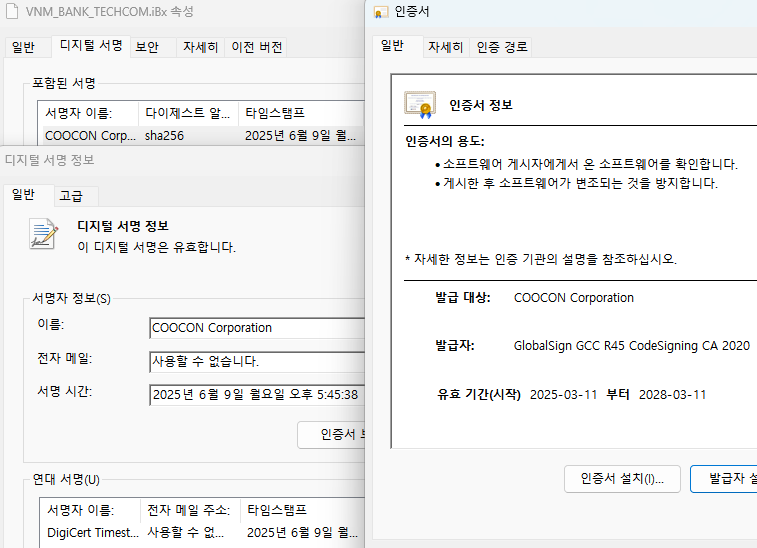 VNM_BANK_TECHCOM.iBx 속성
일반 디지털 서명 보안 자세히 이전 버전
포함된 서명
서명자 이름: 다이제스트 알... 타임스탬프
COOCON Corp... sha256 2025년 6월 9일 월...
디지털 서명 정보
일반 고급
디지털 서명 정보
이 디지털 서명은 유효합니다.
서명자 정보(S)
이름: COOCON Corporation
전자 메일: 사용할 수 없습니다.
서명 시간: 2025년 6월 9일 월요일 오후 5:45:38
인증서
연대 서명(U)
서명자 이름: 전자 메일 주소: 타임스탬프
DigiCert Timest... 사용할 수 없... 2025년 6월 9일 월...
인증서
일반 자세히 인증 경로
인증서 정보
인증서의 용도:
• 소프트웨어 게시자에게서 온 소프트웨어를 확인합니다.
• 게시한 후 소프트웨어가 변조되는 것을 방지합니다.
* 자세한 정보는 인증 기관의 설명을 참조하십시오.
발급 대상: COOCON Corporation
발급자: GlobalSign GCC R45 CodeSigning CA 2020
유효 기간(시작) 2025-03-11 부터 2028-03-11
인증서 설치(I)... 발급자